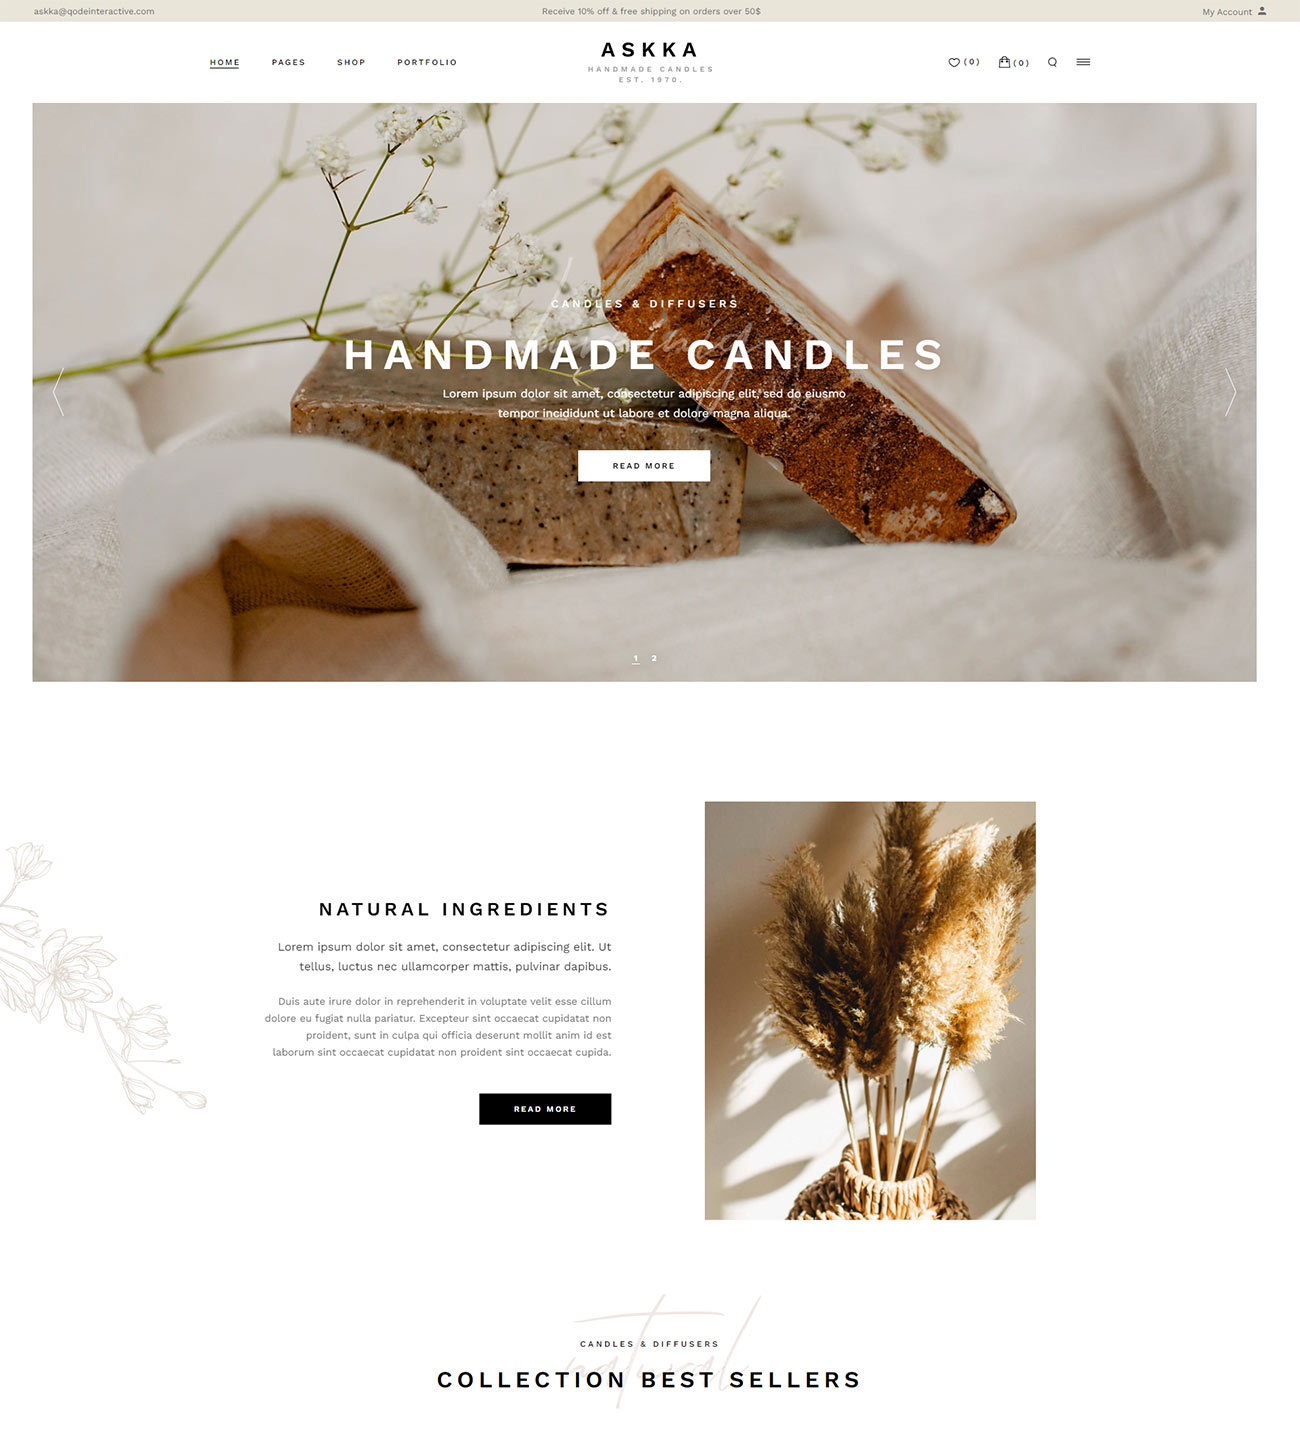 askka@qodeinteractive.com
Receive 10% off & free shipping on orders over 50$
My Account
HOME
PAGES
SHOP
PORTFOLIO
ASKKA
HANDMADE CANDLES
EST. 1970.
(0)
(0)
CANDLES & DIFFUSERS
HANDMADE CANDLES
Lorem ipsum dolor sit amet, consectetur adipiscing elit, sed do eiusmo
tempor incididunt ut labore et dolore magna aliqua.
READ MORE
1 2
NATURAL INGREDIENTS
Lorem ipsum dolor sit amet, consectetur adipiscing elit. Ut
tellus, luctus nec ullamcorper mattis, pulvinar dapibus.
Duis aute irure dolor in reprehenderit in voluptate velit esse cillum
dolore eu fugiat nulla pariatur. Excepteur sint occaecat cupidatat non
proident, sunt in culpa qui officia deserunt mollit anim id est
laborum sint occaecat cupidatat non proident sint occaecat cupida.
READ MORE
natural
CANDLES & DIFFUSERS
COLLECTION BEST SELLERS